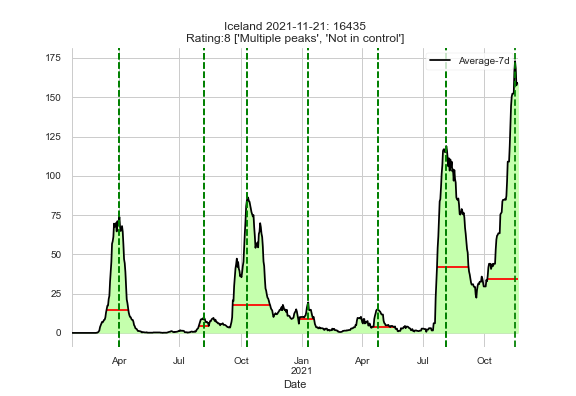 Iceland 2021-11-21: 16435
Rating:8 ['Multiple peaks', 'Not in control']
Average-7d
175
150
125
100
75
50
25
0
Apr
Jul
Oct
Jan
2021
Apr
Jul
Oct
Date